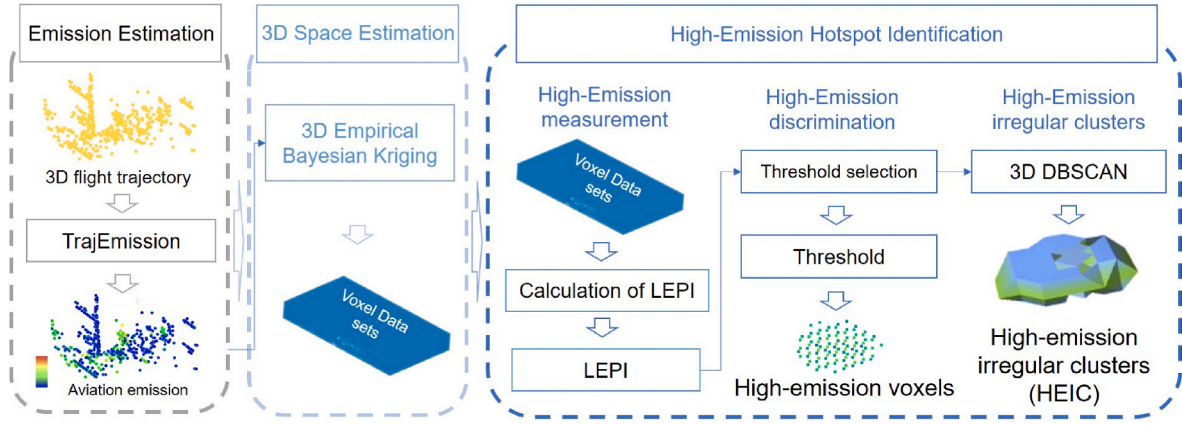 Emission Estimation
3D flight trajectory
TrajEmission
Aviation emission
3D Space Estimation
3D Empirical
Bayesian Kriging
Voxel Data
sets
High-Emission Hotspot Identification
High-Emission
measurement
Voxel Data
sets
Calculation of LEPI
LEPI
High-Emission
discrimination
Threshold selection
Threshold
High-emission voxels
High-Emission
irregular clusters
3D DBSCAN
High-emission
irregular clusters
(HEIC)